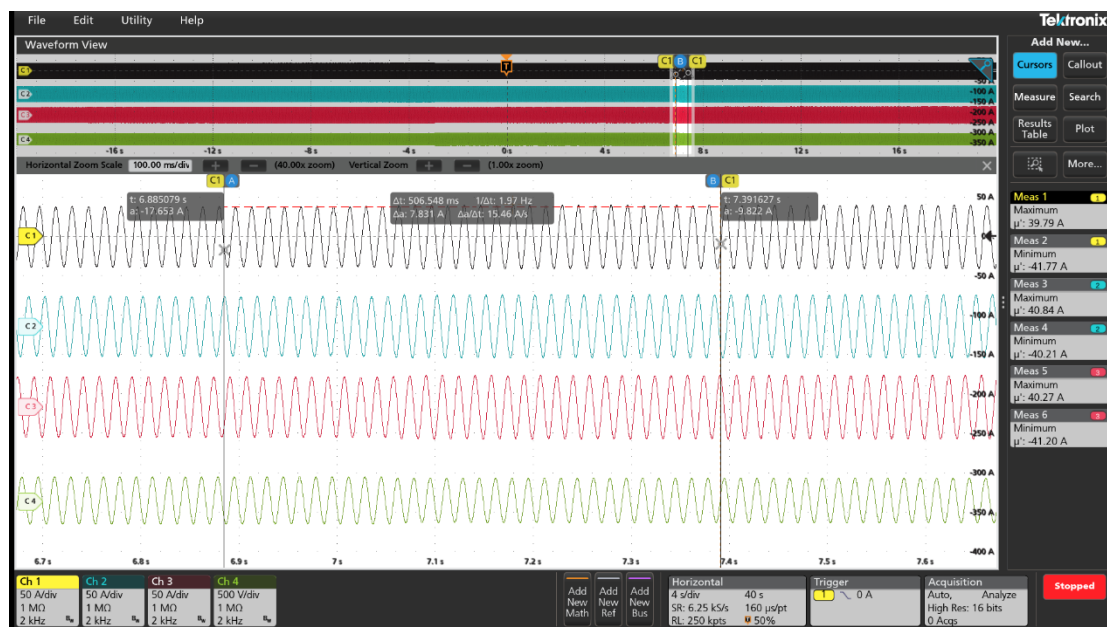 File Edit Utility Help
Tektronix
Waveform View
Add New...
C1 B C1
T
Cursors Callout
C1
-50 A
C2
-100 A
-150 A
Measure Search
C3
-200 A
-250 A
Results Table Plot
C4
-300 A
-350 A
-16 s -12 s -8 s -4 s 0 s 4 s 8 s 12 s 16 s
Horizontal Zoom Scale 100.00 ms/div + - (40.00x zoom) Vertical Zoom + - (1.00x zoom)
More...
C1 A
B C1
t: 6.885079 s
a: -17.653 A
Δt: 506.548 ms 1/Δt: 1.97 Hz
Δa: 7.831 A Δa/Δt: 15.46 A/s
t: 7.391627 s
a: -9.822 A
50 A
C1
0 A
-50 A
C2
-100 A
-150 A
C3
-200 A
-250 A
-300 A
C4
-350 A
-400 A
6.7 s 6.8 s 6.9 s 7 s 7.1 s 7.2 s 7.3 s 7.4 s 7.5 s 7.6 s
Meas 1 1
Maximum
μ': 39.79 A
Meas 2 1
Minimum
μ': -41.77 A
Meas 3 2
Maximum
μ': 40.84 A
Meas 4 2
Minimum
μ': -40.21 A
Meas 5 3
Maximum
μ': 40.27 A
Meas 6 3
Minimum
μ': -41.20 A
Ch 1
50 A/div
1 MΩ
2 kHz
Ch 2
50 A/div
1 MΩ
2 kHz
Ch 3
50 A/div
1 MΩ
2 kHz
Ch 4
500 V/div
1 MΩ
2 kHz
Add New Math
Add New Ref
Add New Bus
Horizontal
4 s/div 40 s
SR: 6.25 kS/s 160 μs/pt
RL: 250 kpts 50%
Trigger
1 0 A
Acquisition
Auto, Analyze
High Res: 16 bits
0 Acqs
Stopped